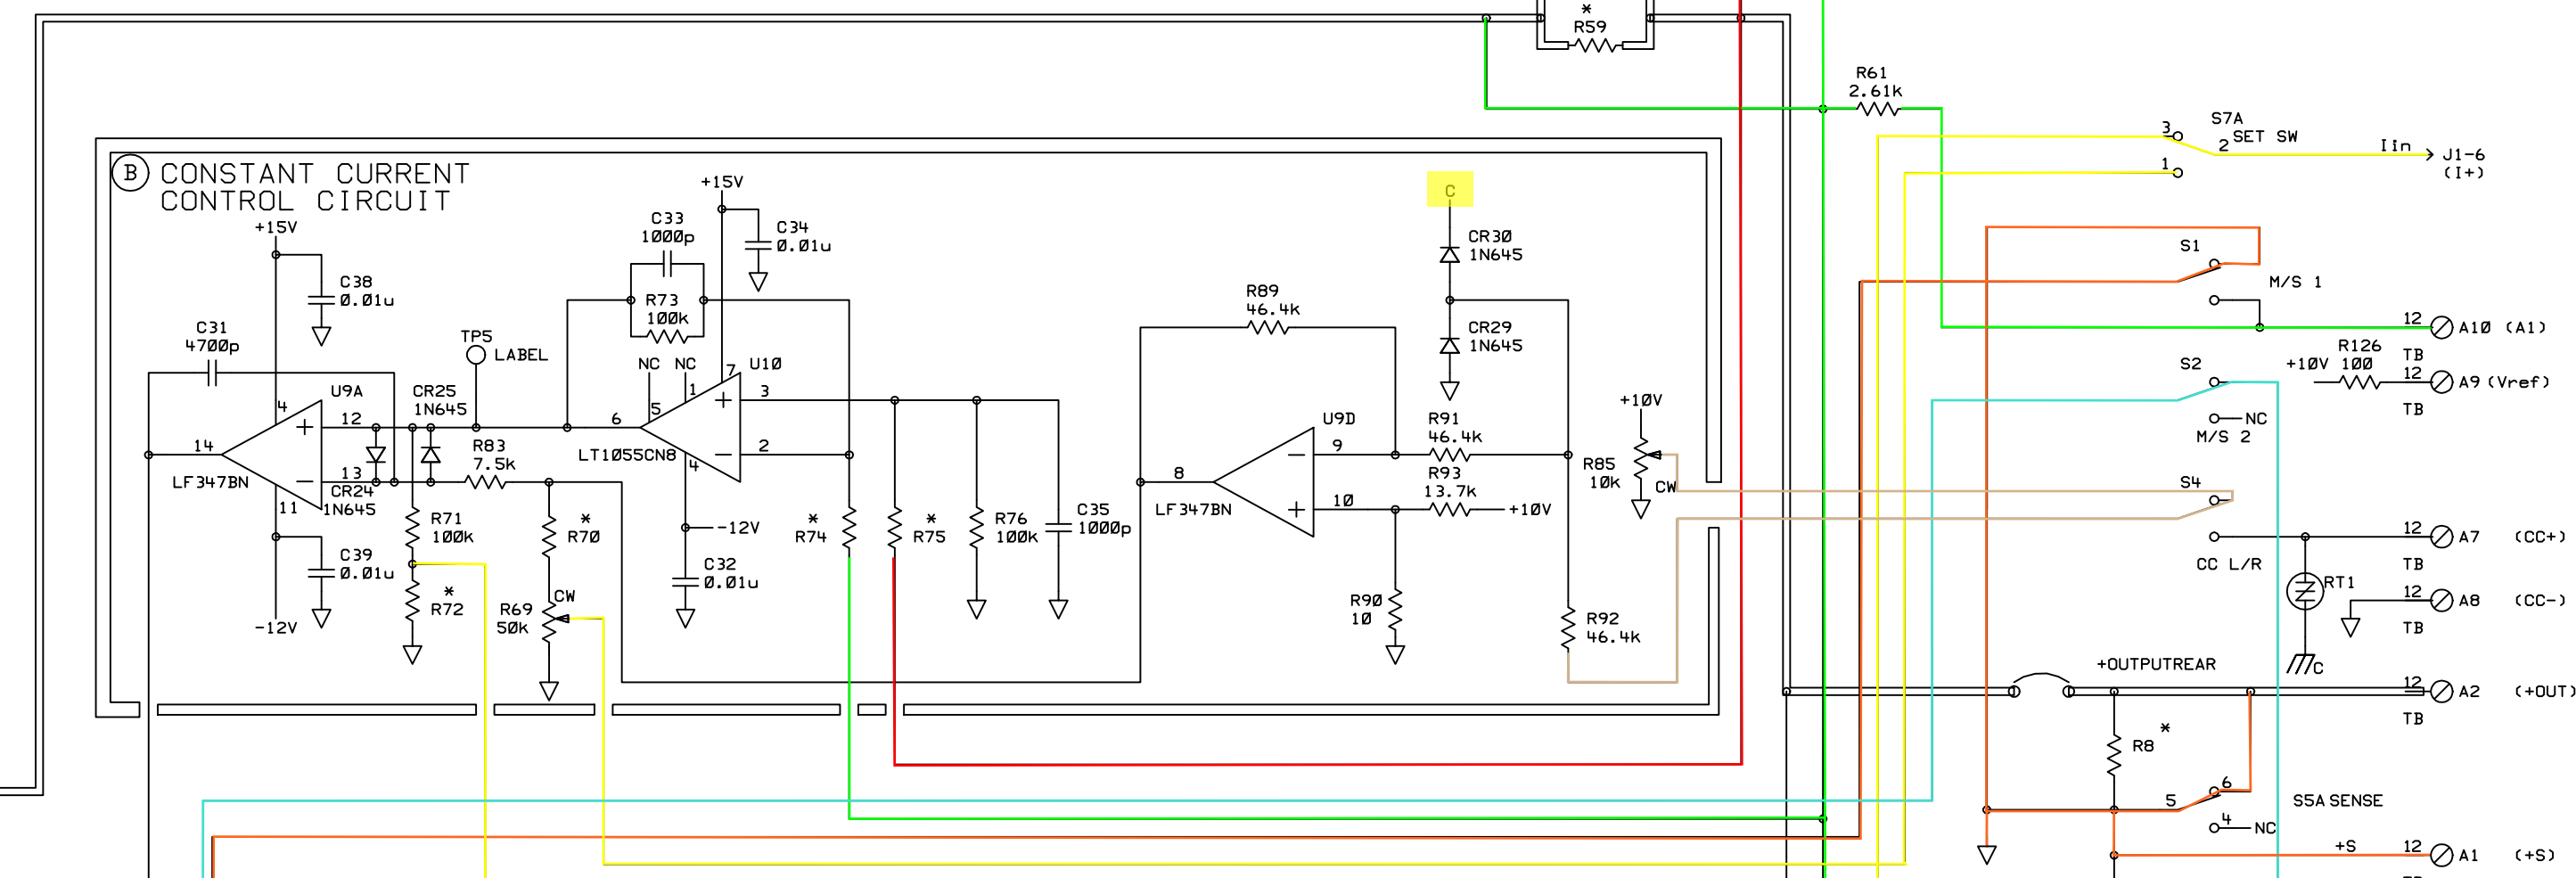 *
R59
R61
2.61k
S7A
SET SW
3
2
1
Iin
J1-6
(I+)
B CONSTANT CURRENT
CONTROL CIRCUIT
+15V
C38
0.01u
C31
4700p
U9A
4
12
14
13
11
LF347BN
CR24
1N645
CR25
1N645
TP5
LABEL
R83
7.5k
C39
0.01u
-12V
R71
100k
*
R72
*
R70
CW
R69
50k
+15V
C33
1000p
C34
0.01u
R73
100k
NC
NC
7
U10
5
1
3
6
2
4
LT1055CN8
-12V
C32
0.01u
*
R74
*
R75
R76
100k
C35
1000p
C
CR30
1N645
CR29
1N645
R89
46.4k
U9D
R91
46.4k
9
8
R93
13.7k
10
+10V
LF347BN
R90
10
R92
46.4k
+10V
R85
10k
CW
S1
M/S 1
12
A10 (A1)
TB
S2
+10V
R126
100
12
A9 (Vref)
TB
NC
M/S 2
S4
CC L/R
12
A7 (CC+)
TB
RT1
12
A8 (CC-)
TB
C
+OUTPUTREAR
12
A2 (+OUT)
TB
R8
*
6
5
S5A SENSE
4
NC
+S
12
A1 (+S)